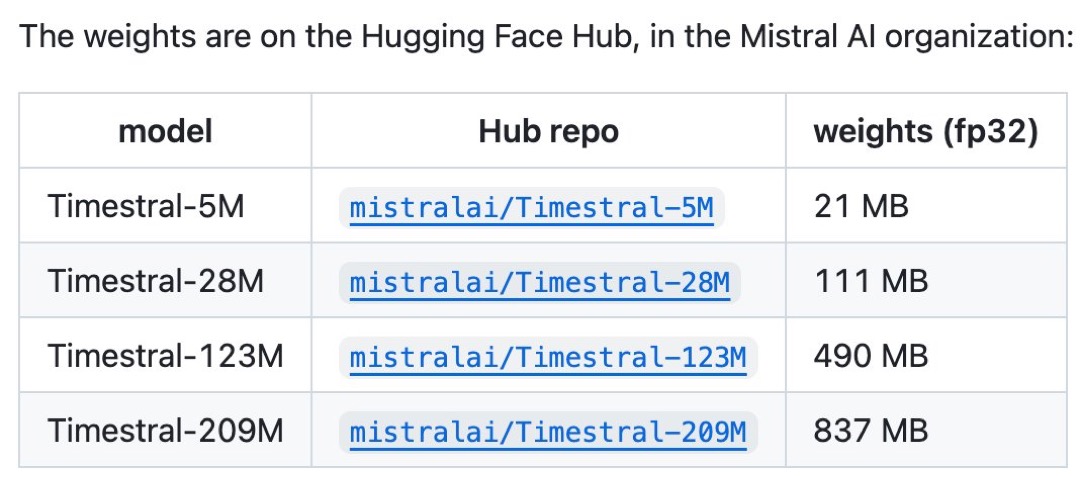 The weights are on the Hugging Face Hub, in the Mistral AI organization:
model Hub repo weights (fp32)
Timestral-5M mistralai/Timestral-5M 21 MB
Timestral-28M mistralai/Timestral-28M 111 MB
Timestral-123M mistralai/Timestral-123M 490 MB
Timestral-209M mistralai/Timestral-209M 837 MB